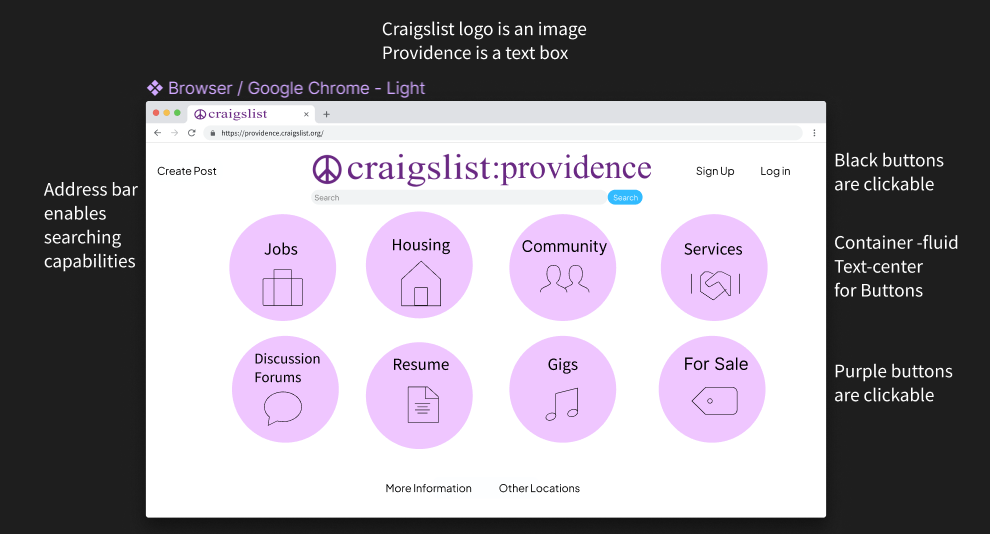 Craigslist logo is an image
Providence is a text box
Browser / Google Chrome - Light
craigslist
https://providence.craigslist.org/
Create Post
craigslist:providence
Sign Up
Log in
Search
Search
Address bar
enables
searching
capabilities
Black buttons
are clickable
Container -fluid
Text-center
for Buttons
Purple buttons
are clickable
Jobs
Housing
Community
Services
Discussion
Forums
Resume
Gigs
For Sale
More Information
Other Locations